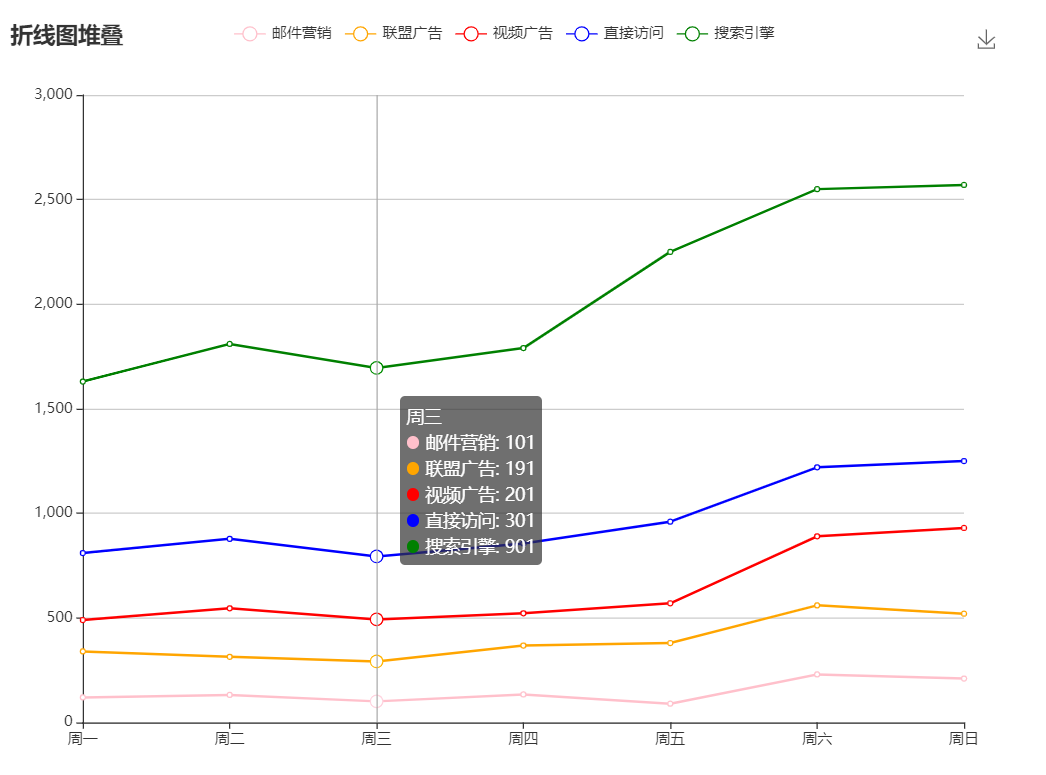 折线图堆叠
邮件营销 联盟广告 视频广告 直接访问 搜索引擎
3,000
2,500
2,000
1,500
1,000
500
0
周三
邮件营销: 101
联盟广告: 191
视频广告: 201
直接访问: 301
搜索引擎: 901
周一 周二 周三 周四 周五 周六 周日